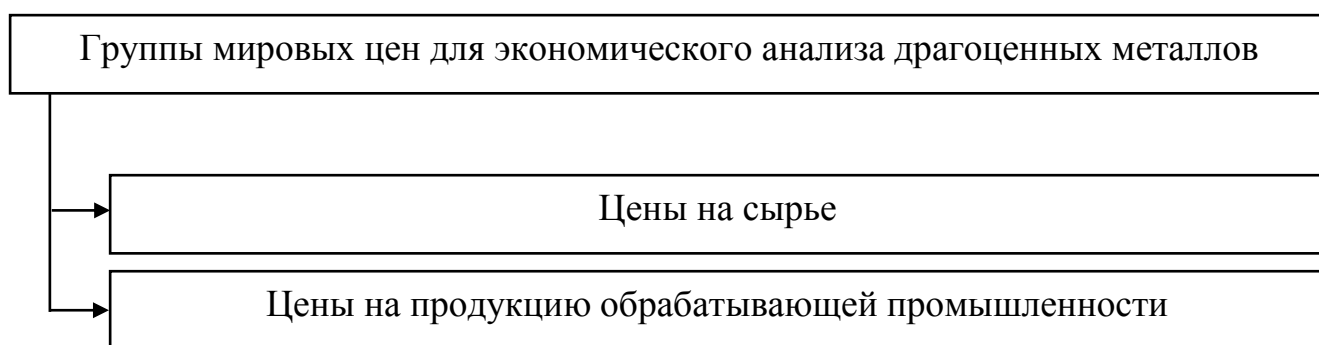 Группы мировых цен для экономического анализа драгоценных металлов
Цены на сырье
Цены на продукцию обрабатывающей промышленности